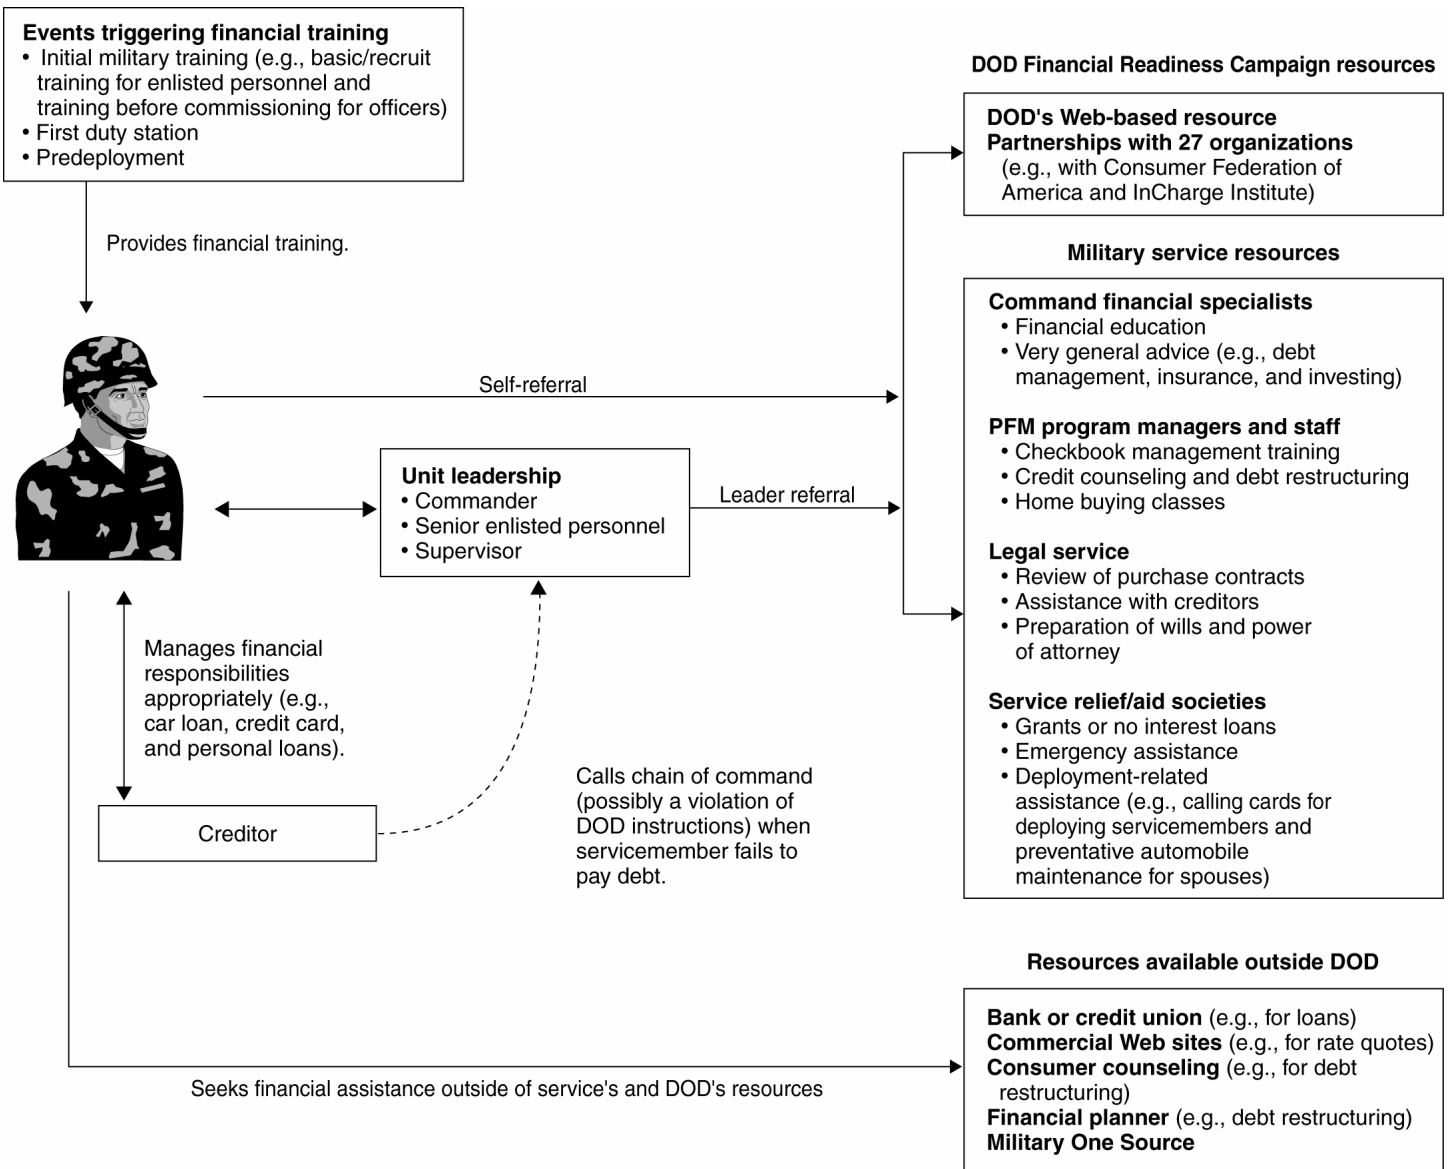 Events triggering financial training
• Initial military training (e.g., basic/recruit
training for enlisted personnel and
training before commissioning for officers)
• First duty station
• Predeployment
Provides financial training.
Self-referral
Unit leadership
• Commander
• Senior enlisted personnel
• Supervisor
Leader referral
Manages financial
responsibilities
appropriately (e.g.,
car loan, credit card,
and personal loans).
Creditor
Calls chain of command
(possibly a violation of
DOD instructions) when
servicemember fails to
pay debt.
Seeks financial assistance outside of service's and DOD's resources
DOD Financial Readiness Campaign resources
DOD's Web-based resource
Partnerships with 27 organizations
(e.g., with Consumer Federation of
America and InCharge Institute)
Military service resources
Command financial specialists
• Financial education
• Very general advice (e.g., debt
management, insurance, and investing)
PFM program managers and staff
• Checkbook management training
• Credit counseling and debt restructuring
• Home buying classes
Legal service
• Review of purchase contracts
• Assistance with creditors
• Preparation of wills and power
of attorney
Service relief/aid societies
• Grants or no interest loans
• Emergency assistance
• Deployment-related
assistance (e.g., calling cards for
deploying servicemembers and
preventative automobile
maintenance for spouses)
Resources available outside DOD
Bank or credit union (e.g., for loans)
Commercial Web sites (e.g., for rate quotes)
Consumer counseling (e.g., for debt
restructuring)
Financial planner (e.g., debt restructuring)
Military One Source